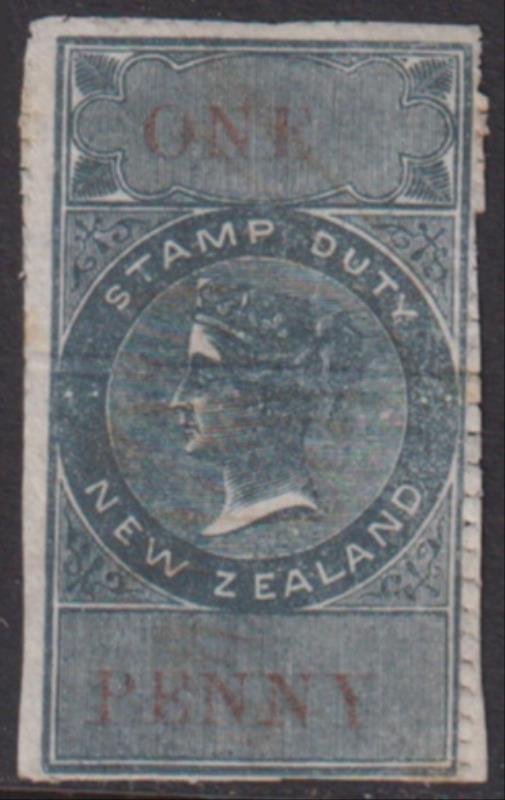 ONE
STAMP DUTY
NEW ZEALAND
PENNY